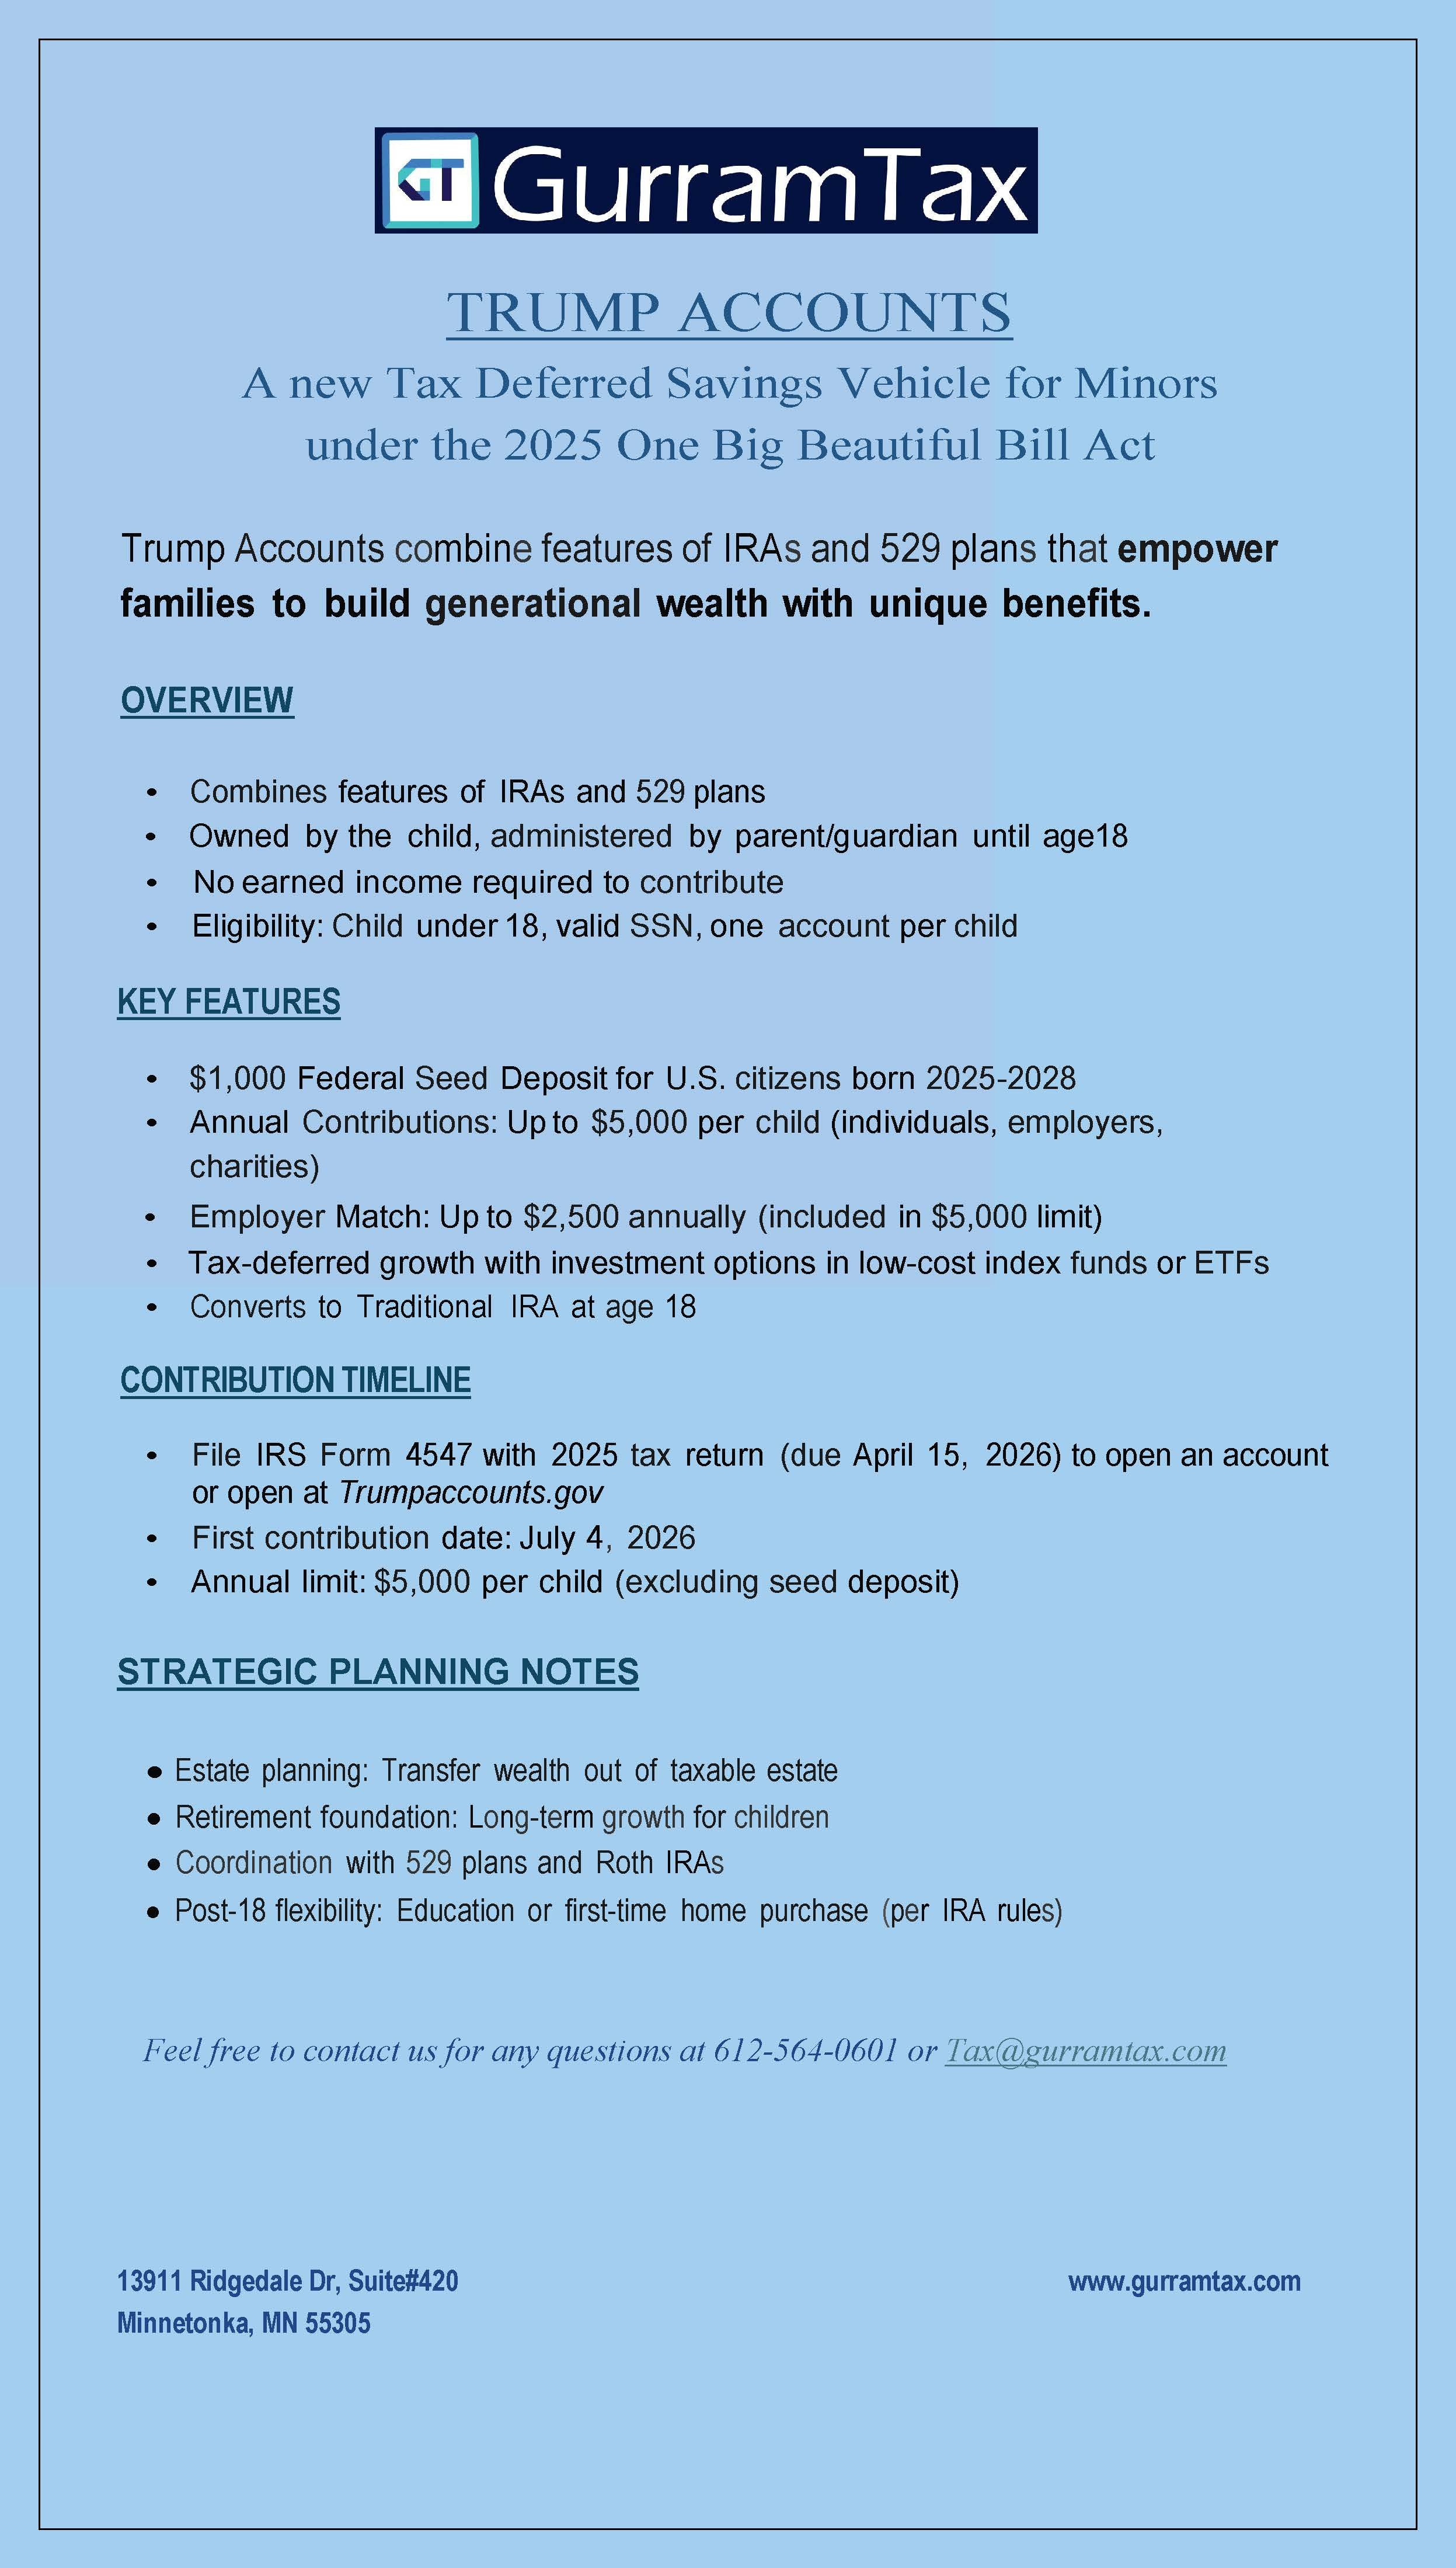 GT GurramTax
TRUMP ACCOUNTS
A new Tax Deferred Savings Vehicle for Minors
under the 2025 One Big Beautiful Bill Act
Trump Accounts combine features of IRAs and 529 plans that empower
families to build generational wealth with unique benefits.
OVERVIEW
• Combines features of IRAs and 529 plans
• Owned by the child, administered by parent/guardian until age18
• No earned income required to contribute
• Eligibility: Child under 18, valid SSN, one account per child
KEY FEATURES
• $1,000 Federal Seed Deposit for U.S. citizens born 2025-2028
• Annual Contributions: Up to $5,000 per child (individuals, employers,
charities)
• Employer Match: Up to $2,500 annually (included in $5,000 limit)
• Tax-deferred growth with investment options in low-cost index funds or ETFs
• Converts to Traditional IRA at age 18
CONTRIBUTION TIMELINE
• File IRS Form 4547 with 2025 tax return (due April 15, 2026) to open an account
or open at Trumpaccounts.gov
• First contribution date: July 4, 2026
• Annual limit: $5,000 per child (excluding seed deposit)
STRATEGIC PLANNING NOTES
• Estate planning: Transfer wealth out of taxable estate
• Retirement foundation: Long-term growth for children
• Coordination with 529 plans and Roth IRAs
• Post-18 flexibility: Education or first-time home purchase (per IRA rules)
Feel free to contact us for any questions at 612-564-0601 or Tax@gurramtax.com
13911 Ridgedale Dr, Suite#420
www.gurramtax.com
Minnetonka, MN 55305